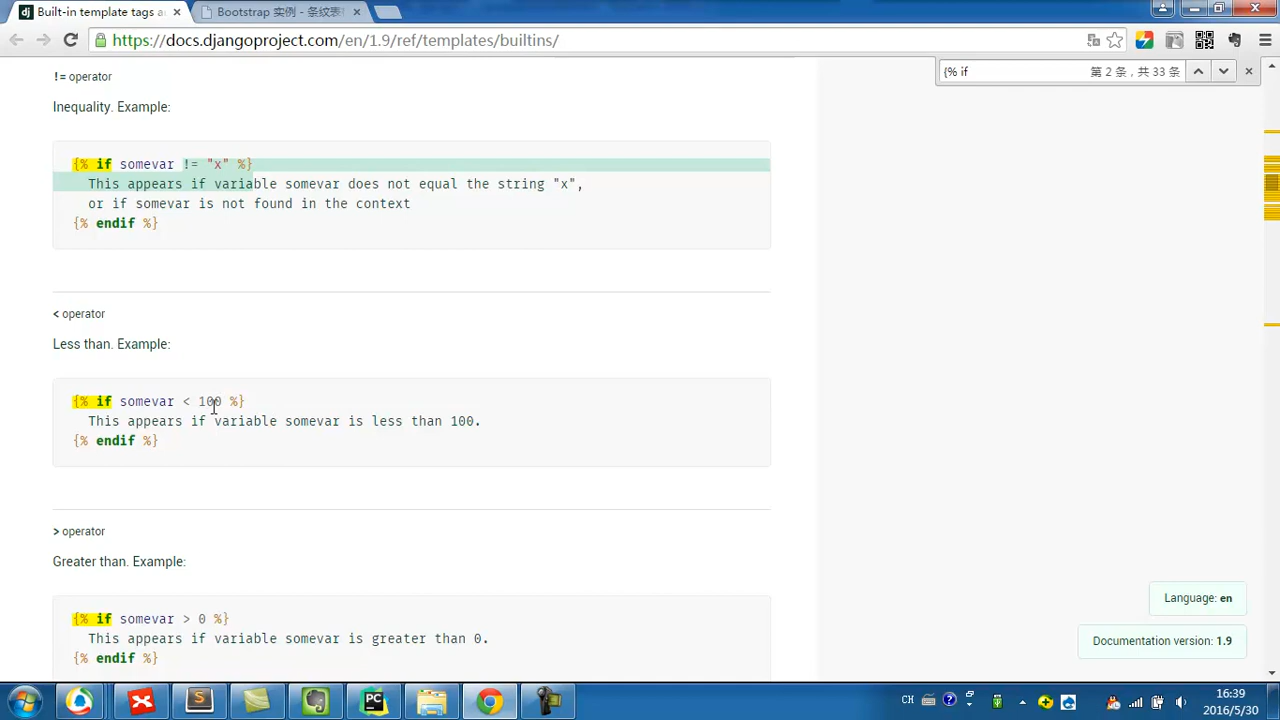 Built-in template tags a
Bootstrap 实例 - 条纹表
https://docs.djangoproject.com/en/1.9/ref/templates/builtins/
{% if
第 2 条，共 33 条
!= operator
Inequality. Example:
{% if somevar != "x" %}
This appears if variable somevar does not equal the string "x",
or if somevar is not found in the context
{% endif %}
< operator
Less than. Example:
{% if somevar < 100 %}
This appears if variable somevar is less than 100.
{% endif %}
> operator
Greater than. Example:
{% if somevar > 0 %}
This appears if variable somevar is greater than 0.
{% endif %}
Language: en
Documentation version: 1.9
CH
16:39
2016/5/30